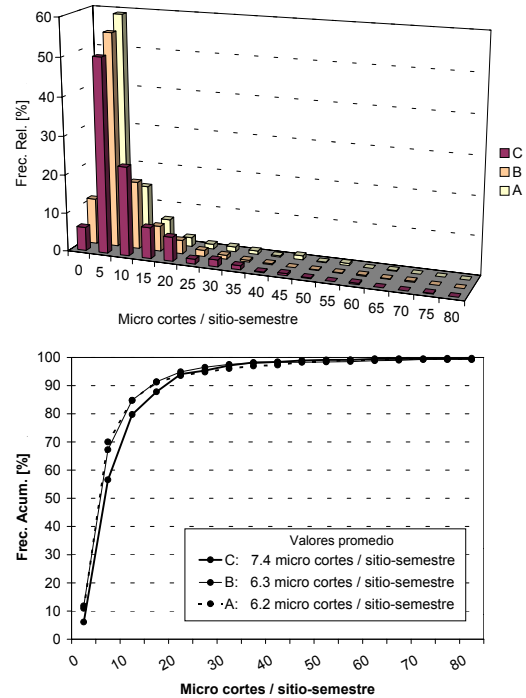 60
50
40
30
20
10
0
Frec. Rel. [%]
0 5 10 15 20 25 30 35 40 45 50 55 60 65 70 75 80
Micro cortes / sitio-semestre
C
B
A
100
90
80
70
60
50
40
30
20
10
0
Frec. Acum. [%]
Valores promedio
C: 7.4 micro cortes / sitio-semestre
B: 6.3 micro cortes / sitio-semestre
A: 6.2 micro cortes / sitio-semestre
0 10 20 30 40 50 60 70 80
Micro cortes / sitio-semestre